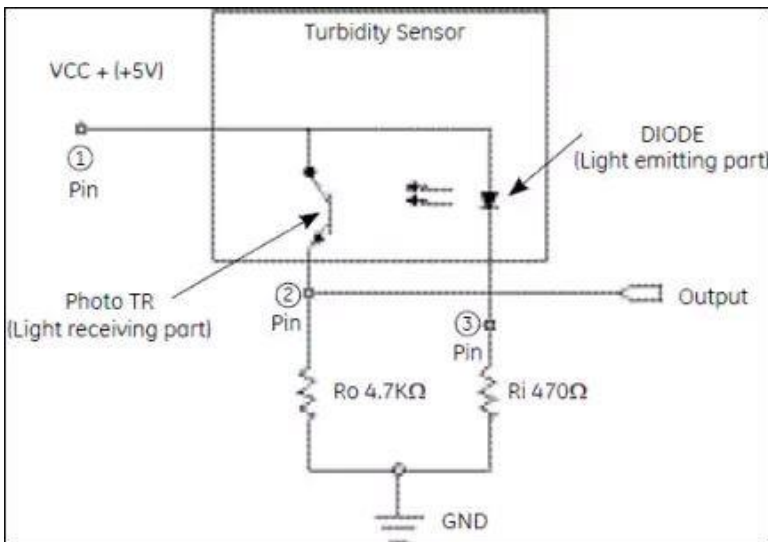 Turbidity Sensor
VCC + (+5V)
DIODE
(Light emitting part)
①
Pin
Photo TR
(Light receiving part)
②
Pin
Output
③
Pin
Ro 4.7KΩ
Ri 470Ω
GND